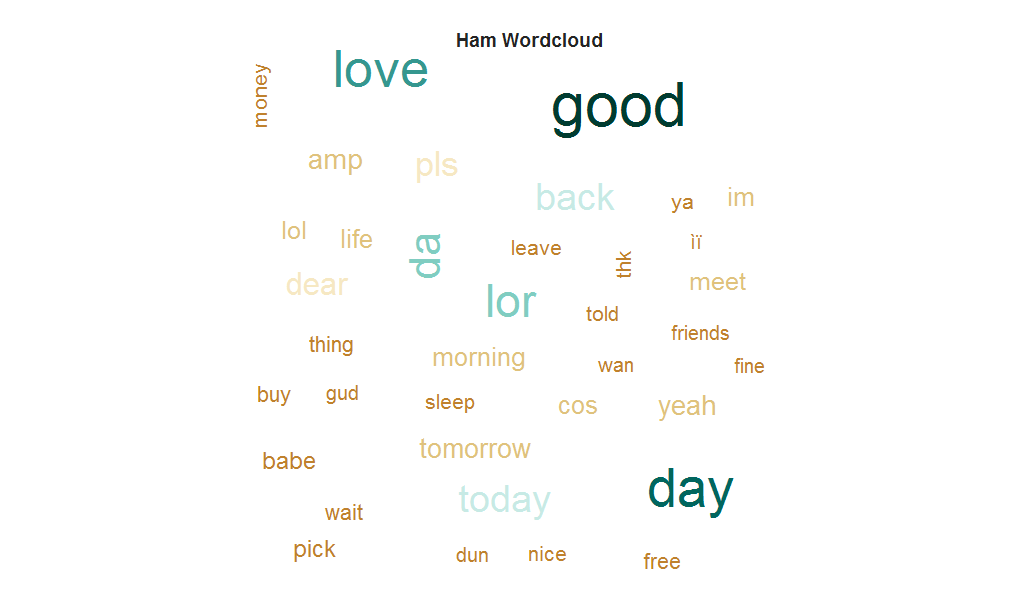 Ham Wordcloud
love
money
good
amp
pls
back
ya
im
lol
life
da
leave
ìï
thk
dear
meet
lor
told
friends
thing
morning
wan
fine
buy
gud
sleep
cos
yeah
tomorrow
babe
today
day
wait
pick
dun
nice
free